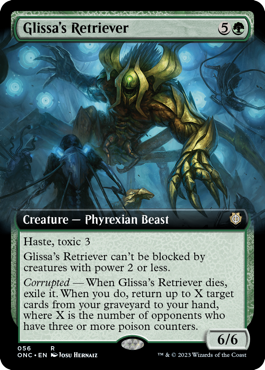 Glissa's Retriever 5
Creature — Phyrexian Beast
Haste, toxic 3
Glissa's Retriever can't be blocked by
creatures with power 2 or less.
Corrupted — When Glissa's Retriever dies,
exile it. When you do, return up to X target
cards from your graveyard to your hand,
where X is the number of opponents who
have three or more poison counters.
6/6
056 R
ONC • EN Josu Hernaiz
™ & © 2023 Wizards of the Coast